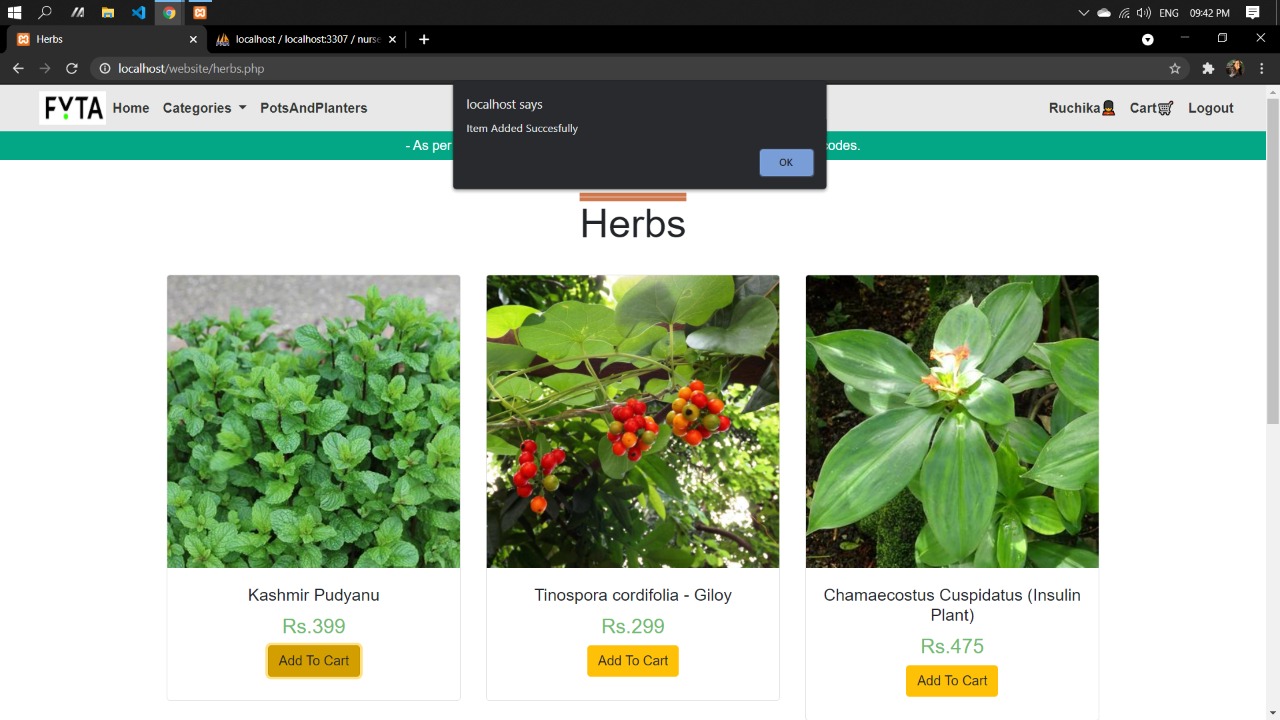 ENG
09:42 PM
Herbs
localhost / localhost:3307 / nurse
localhost/website/herbs.php
FYTA
Home
Categories
PotsAndPlanters
Ruchika
Cart
Logout
localhost says
Item Added Succesfully
OK
- As per
codes.
Herbs
Kashmir Pudyanu
Rs.399
Add To Cart
Tinospora cordifolia - Giloy
Rs.299
Add To Cart
Chamaecostus Cuspidatus (Insulin
Plant)
Rs.475
Add To Cart